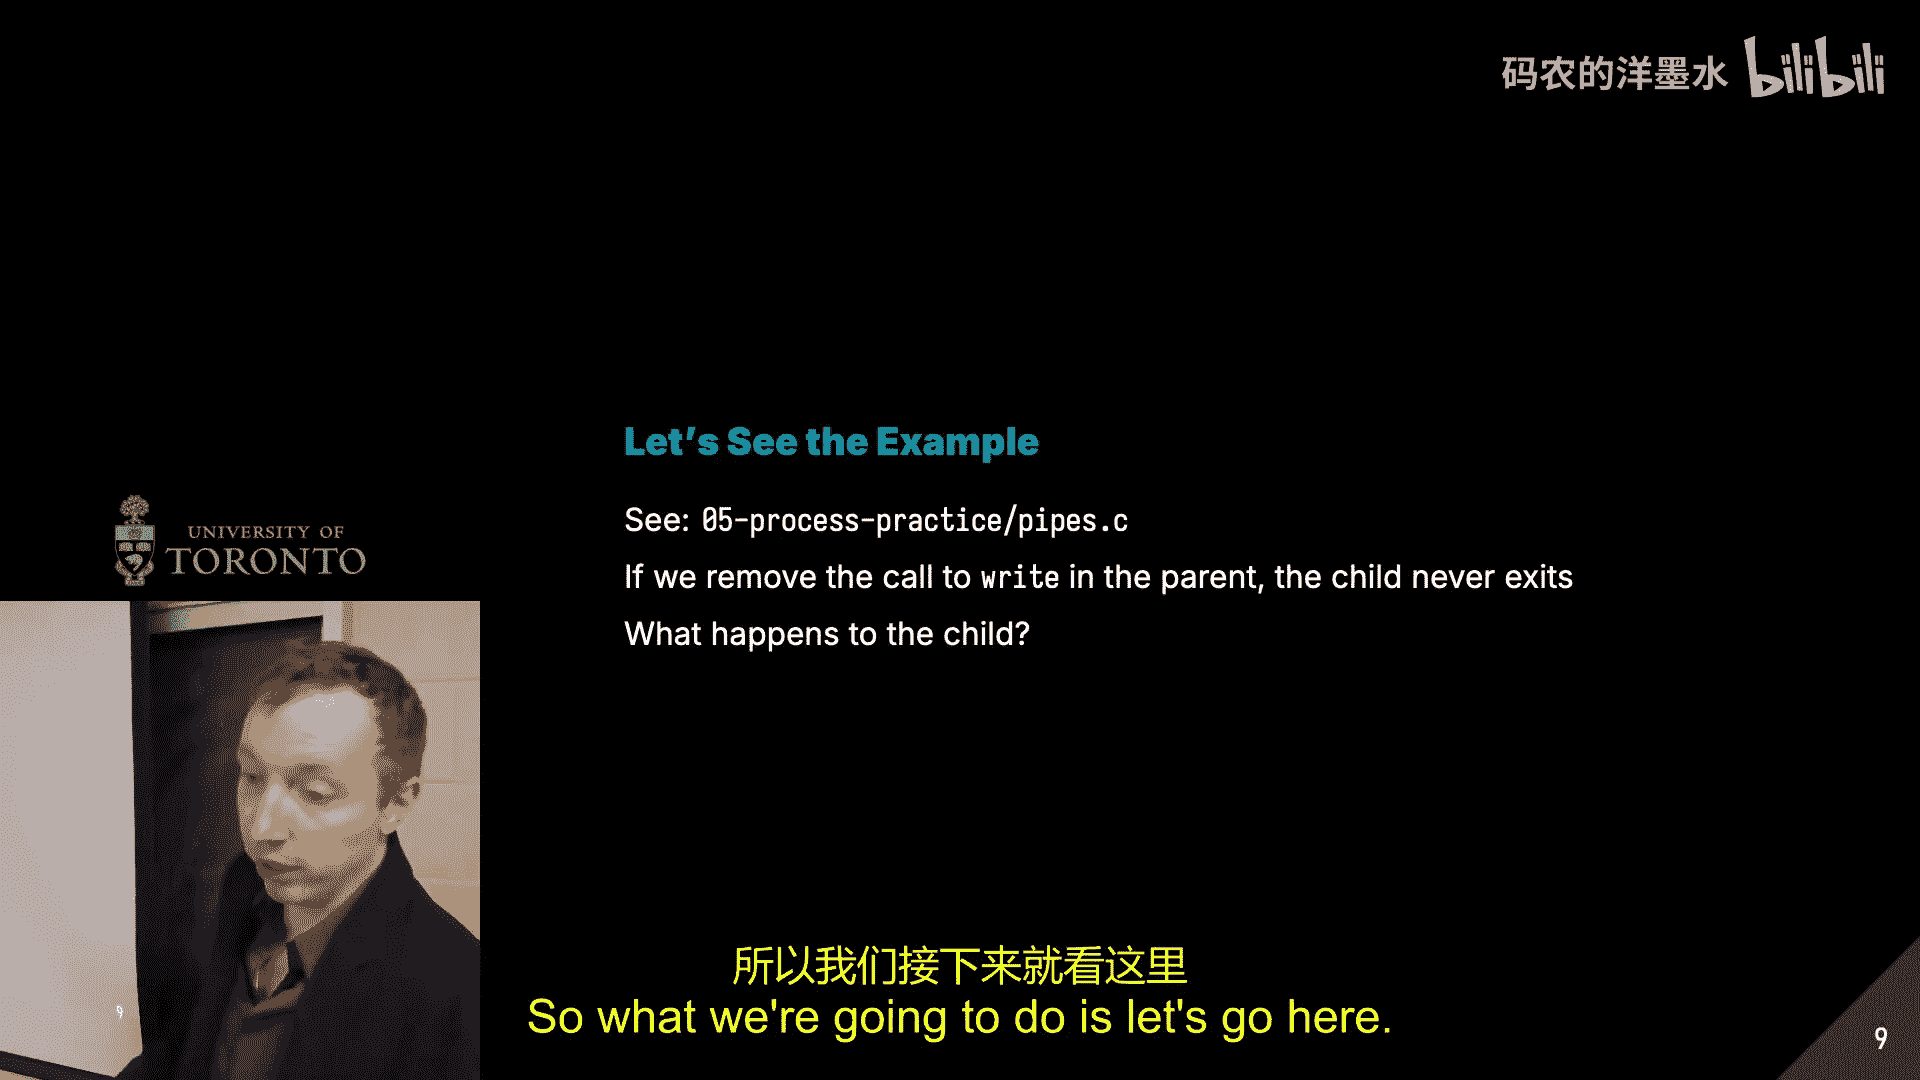 码农的洋墨水 bilibili
Let's See the Example
See: 05-process-practice/pipes.c
If we remove the call to write in the parent, the child never exits
What happens to the child?
UNIVERSITY OF
TORONTO
9
所以我们接下来就看这里
So what we're going to do is let's go here.
9